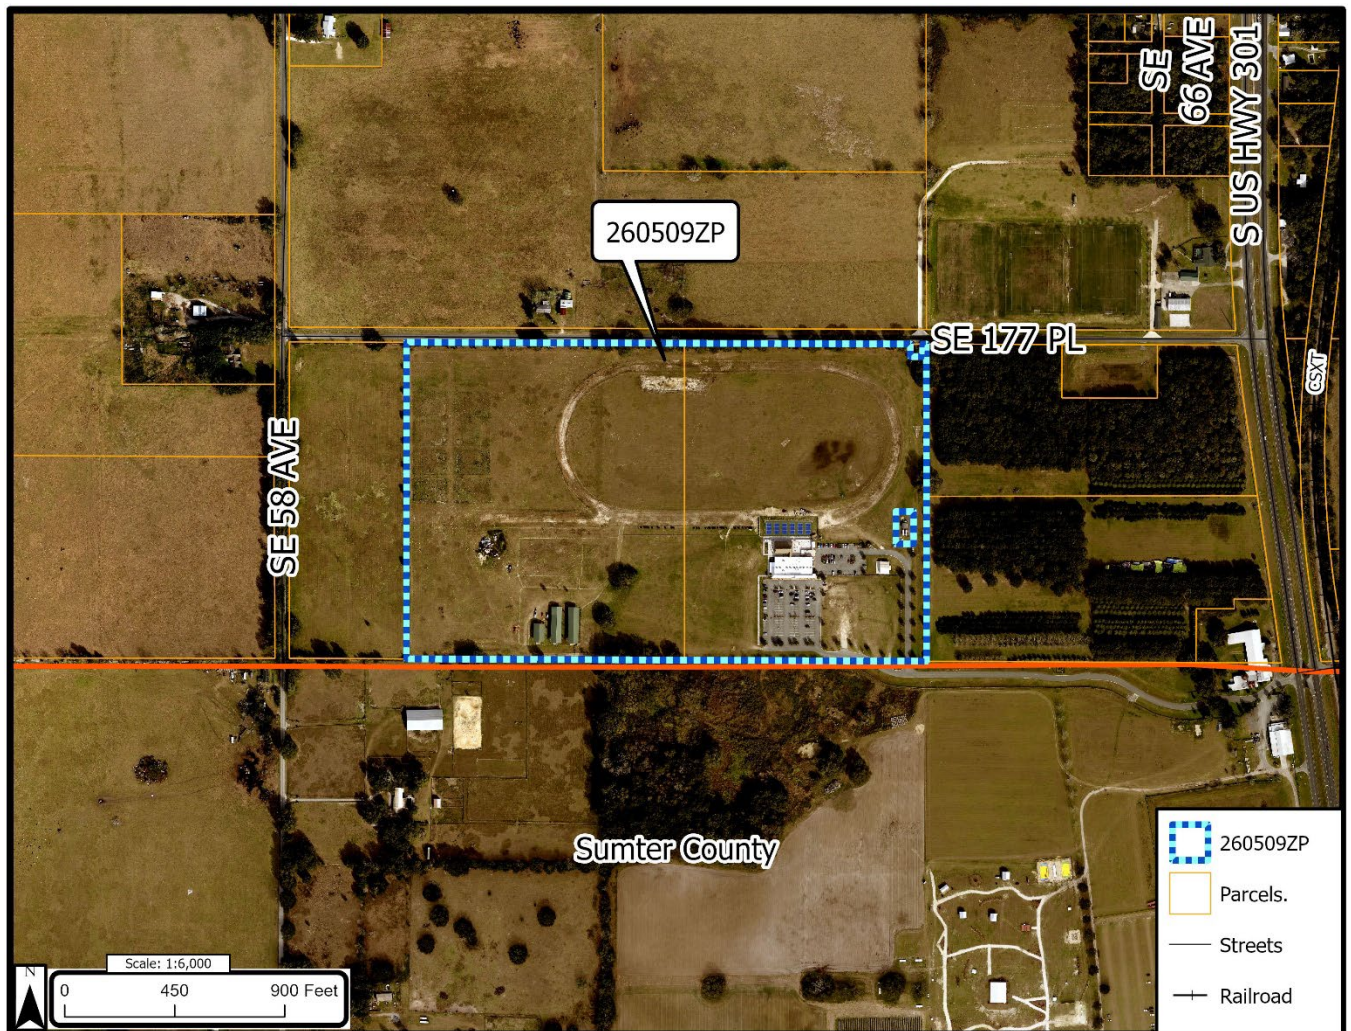 SE
66 AVE
S US HWY 301
260509ZP
SE 177 PL
CSXT
SE 58 AVE
Sumter County
260509ZP
Parcels.
Streets
Railroad
N
Scale: 1:6,000
0 450 900 Feet